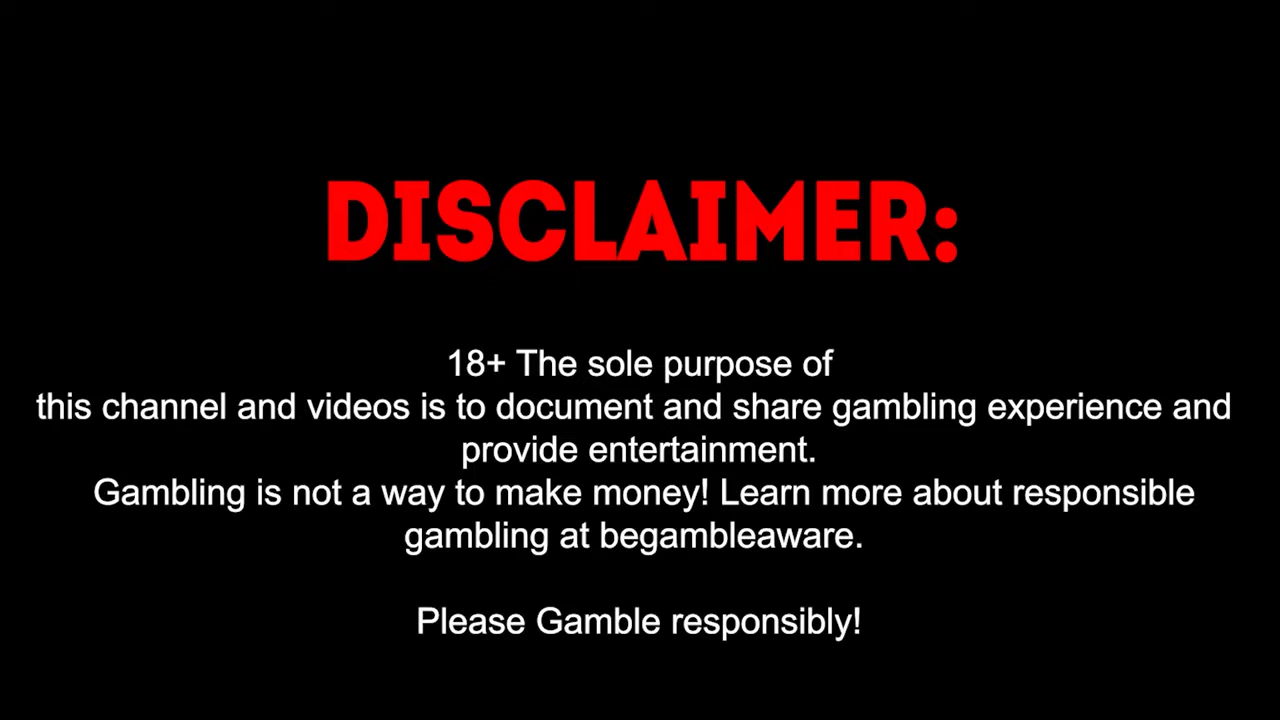 DISCLAIMER:
18+ The sole purpose of
this channel and videos is to document and share gambling experience and
provide entertainment.
Gambling is not a way to make money! Learn more about responsible
gambling at begambleaware.
Please Gamble responsibly!